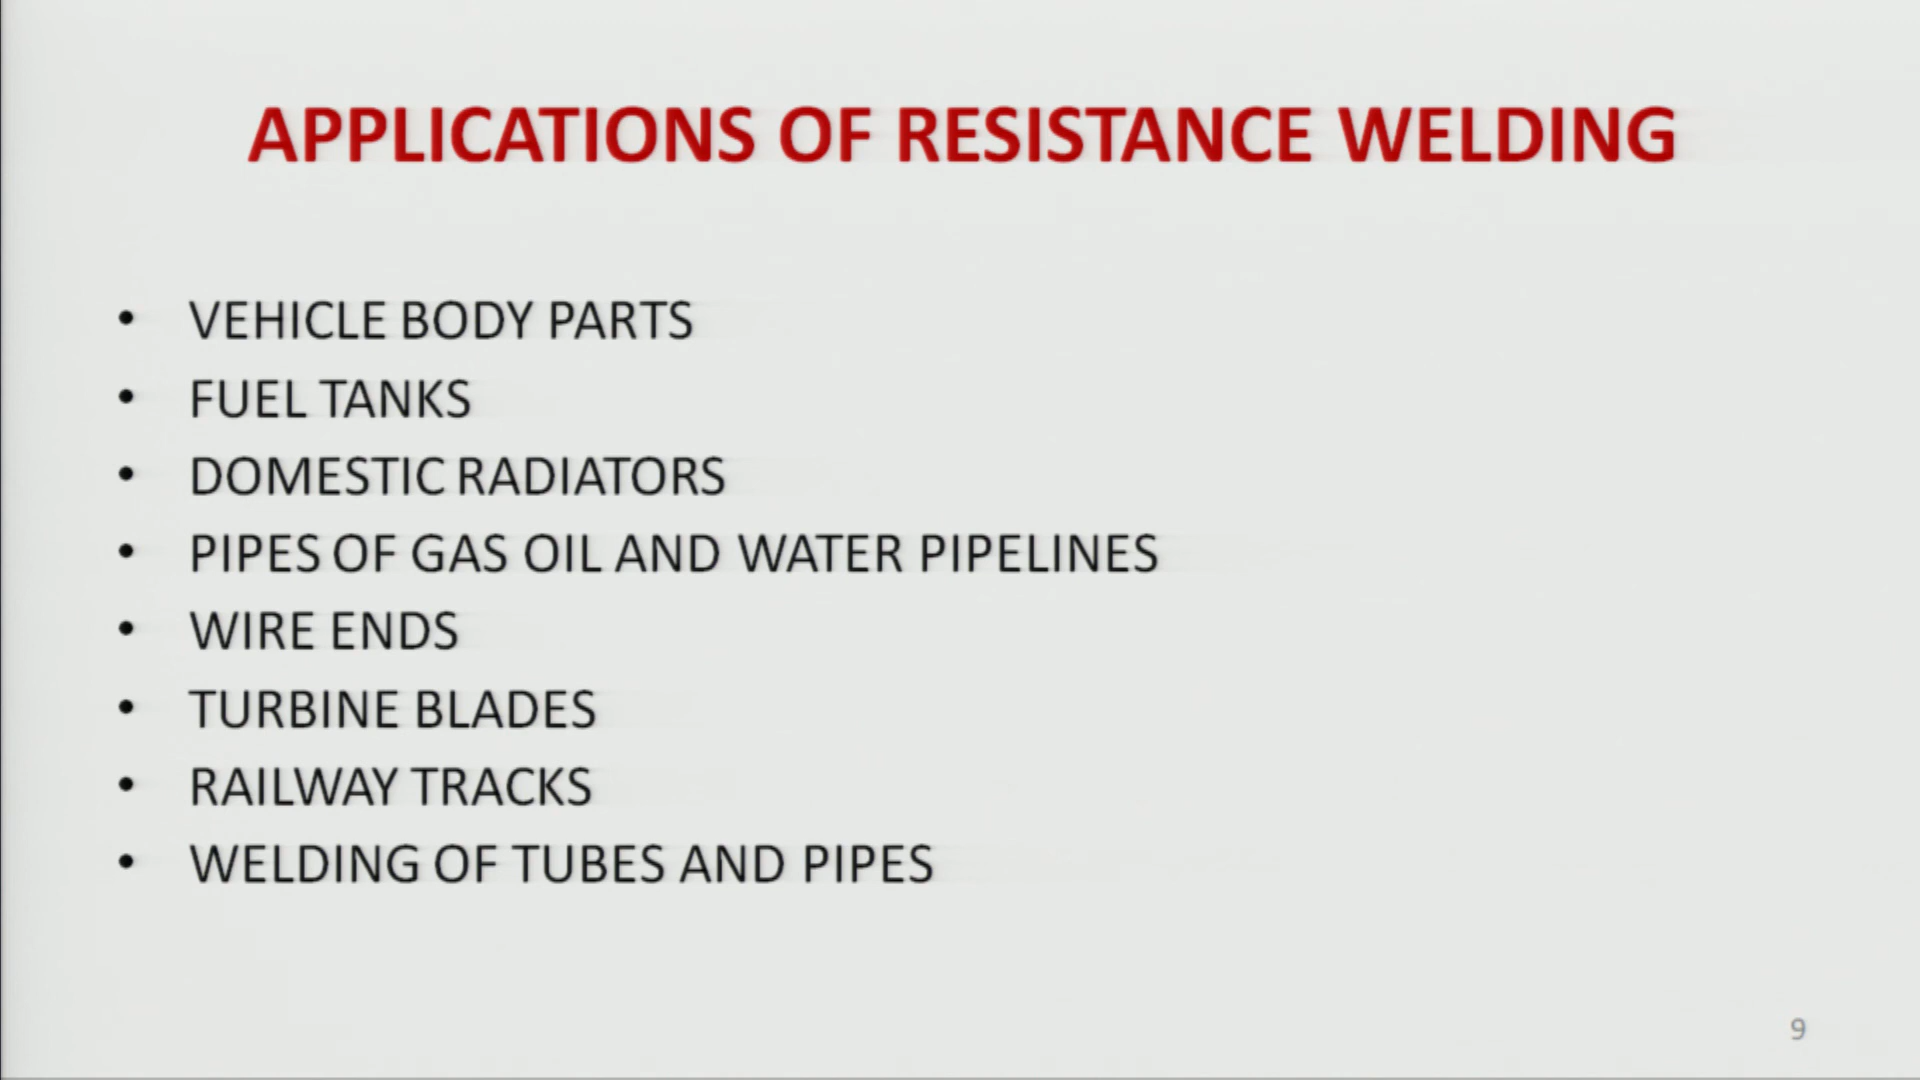 APPLICATIONS OF RESISTANCE WELDING
• VEHICLE BODY PARTS
• FUEL TANKS
• DOMESTIC RADIATORS
• PIPES OF GAS OIL AND WATER PIPELINES
• WIRE ENDS
• TURBINE BLADES
• RAILWAY TRACKS
• WELDING OF TUBES AND PIPES
9